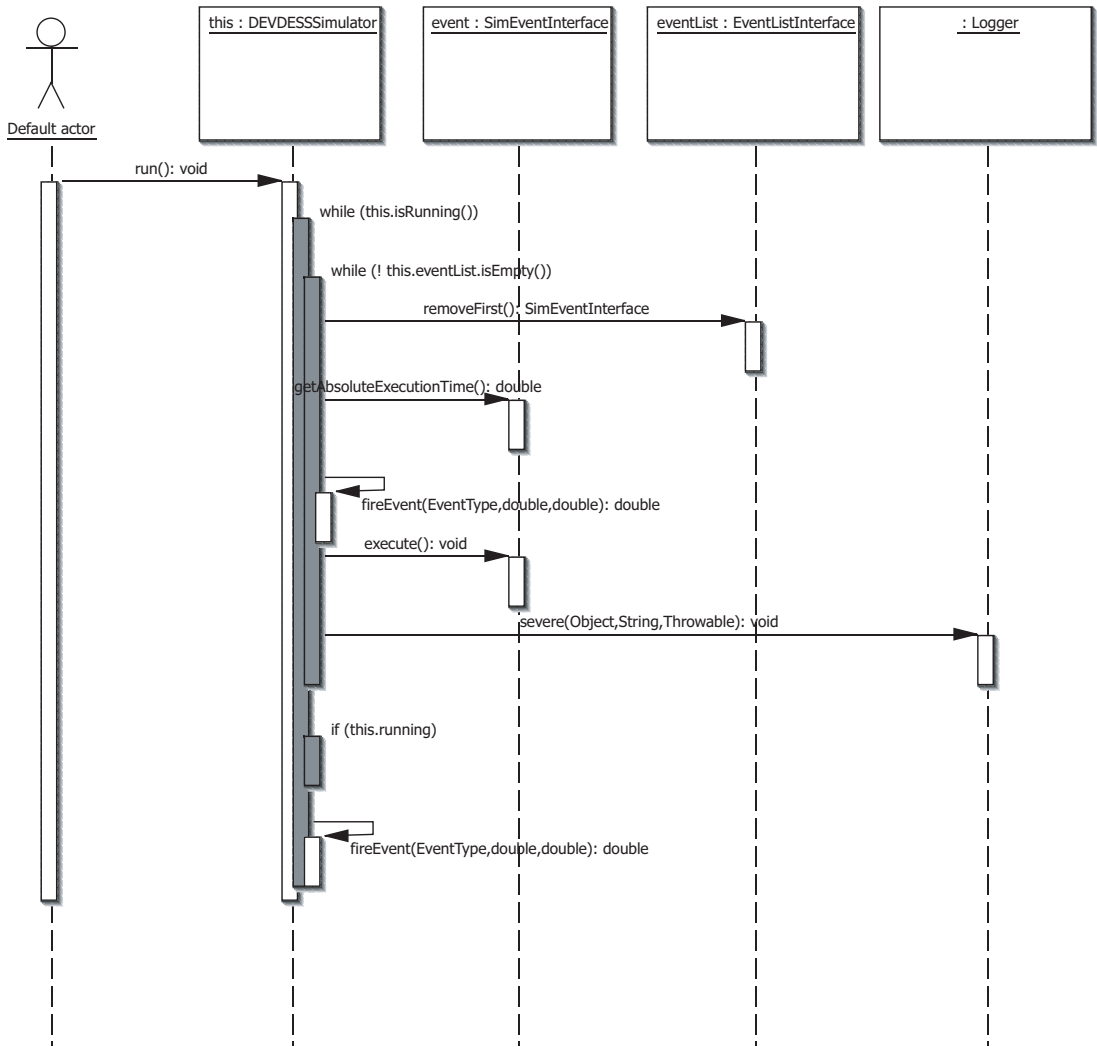 this : DEVDESSSimulator
event : SimEventInterface
eventList : EventListInterface
: Logger
Default actor
run(): void
while (this.isRunning())
while (! this.eventList.isEmpty())
removeFirst(): SimEventInterface
getAbsoluteExecutionTime(): double
fireEvent(EventType,double,double): double
execute(): void
severe(Object,String,Throwable): void
if (this.running)
fireEvent(EventType,double,double): double